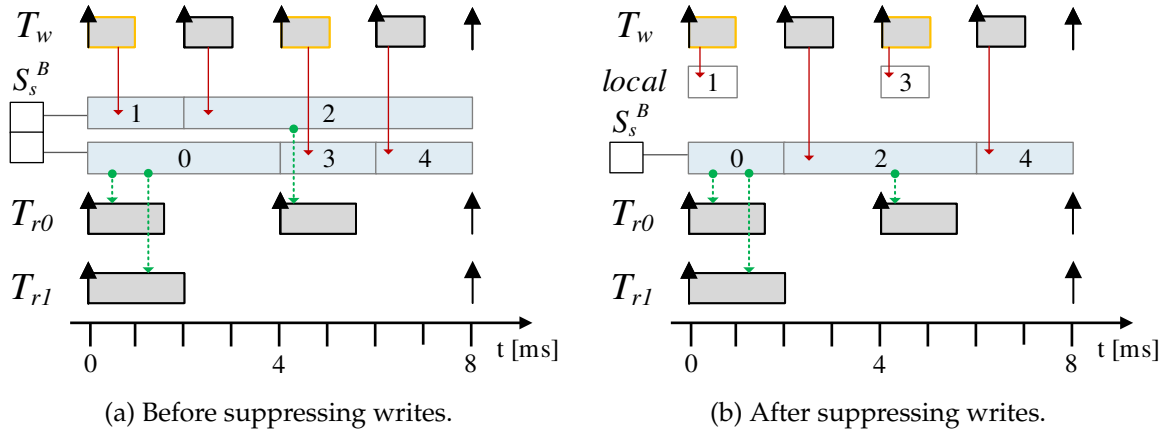 T_w
S_s^B
1 2
0 3 4
T_r0
T_r1
0 4 8 t [ms]
(a) Before suppressing writes.
T_w
local 1 3
S_s^B
0 2 4
T_r0
T_r1
0 4 8 t [ms]
(b) After suppressing writes.